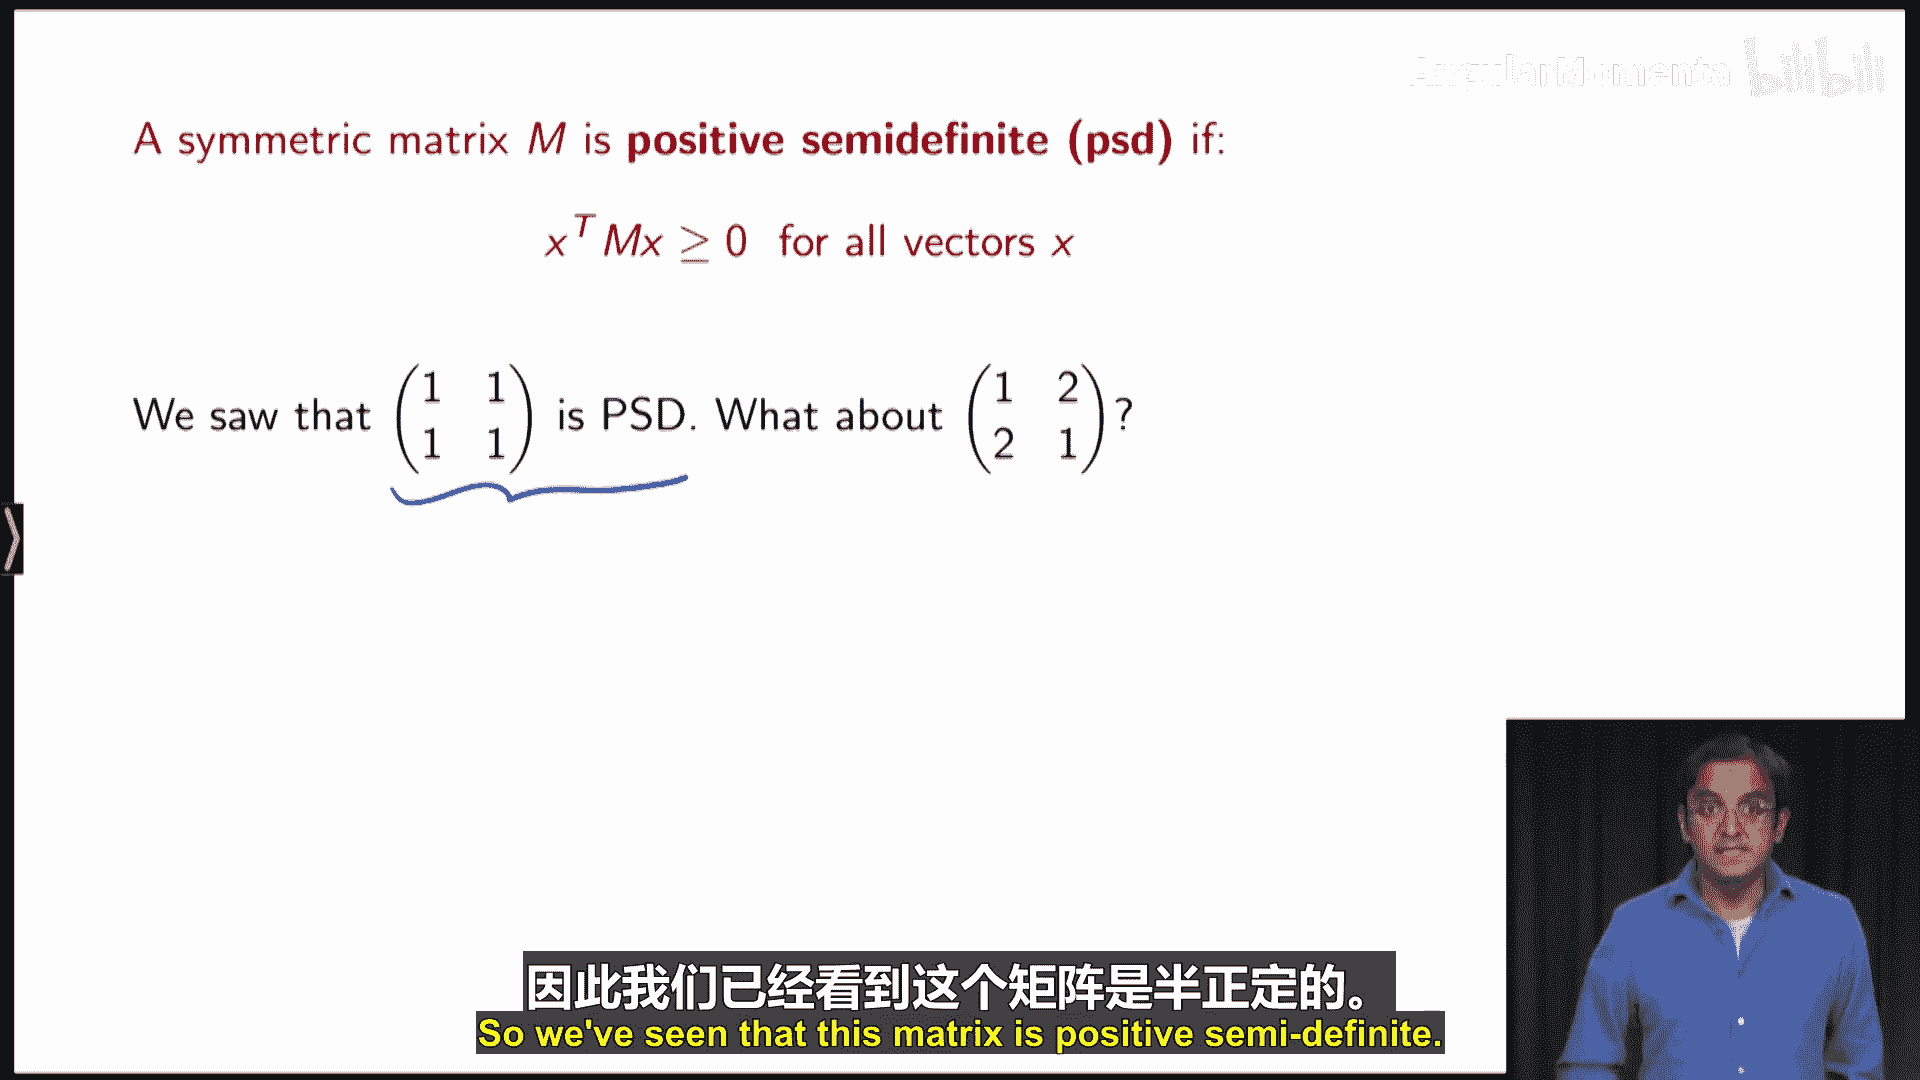 AngularMomenta bilibili
A symmetric matrix M is positive semidefinite (psd) if:
x^T Mx ≥ 0 for all vectors x
We saw that (1 1; 1 1) is PSD. What about (1 2; 2 1)?
因此我们已经看到这个矩阵是半正定的。
So we've seen that this matrix is positive semi-definite.